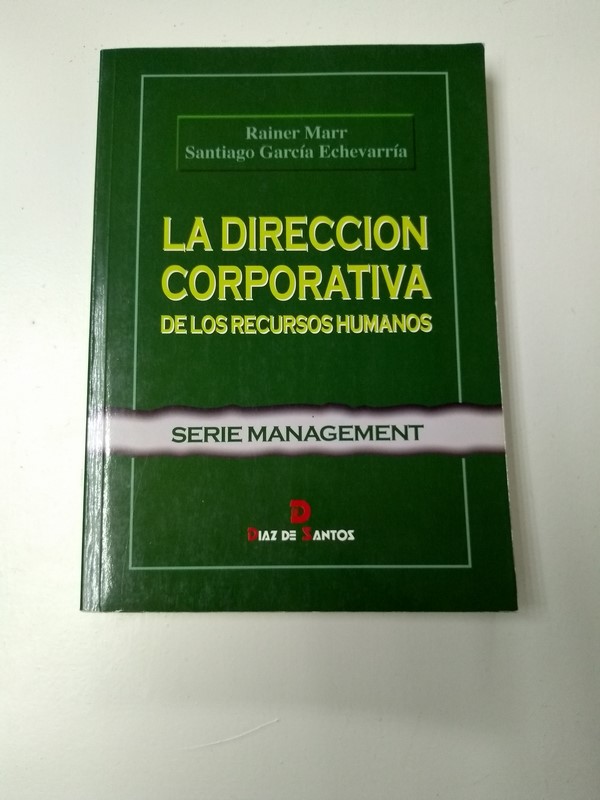 Rainer Marr
Santiago García Echevarría
LA DIRECCION
CORPORATIVA
DE LOS RECURSOS HUMANOS
SERIE MANAGEMENT
D
DIAZ DE SANTOS